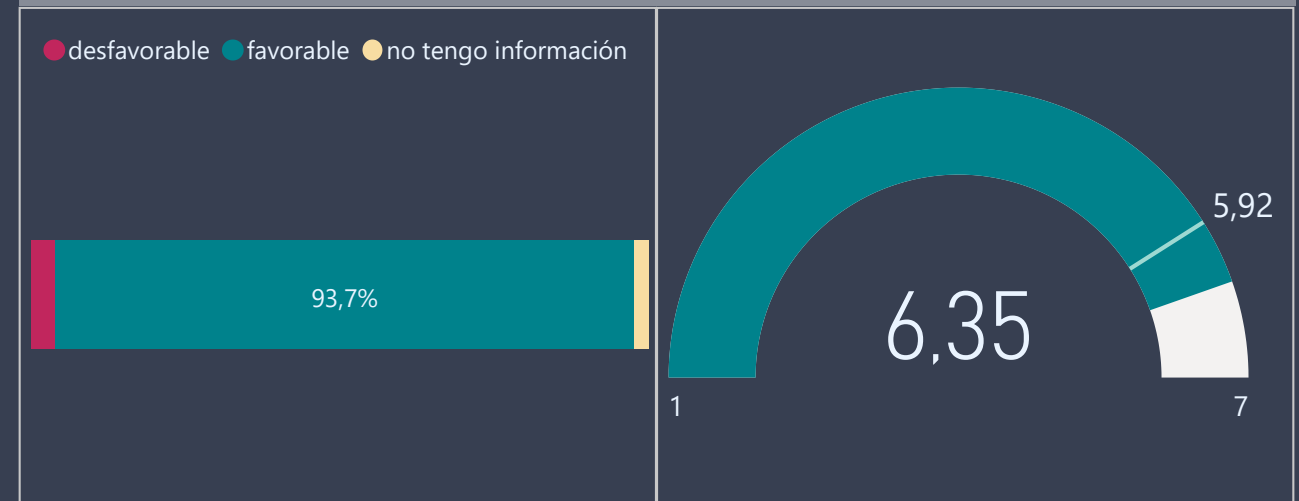 desfavorable favorable no tengo información
93,7%
5,92
6,35
1 7